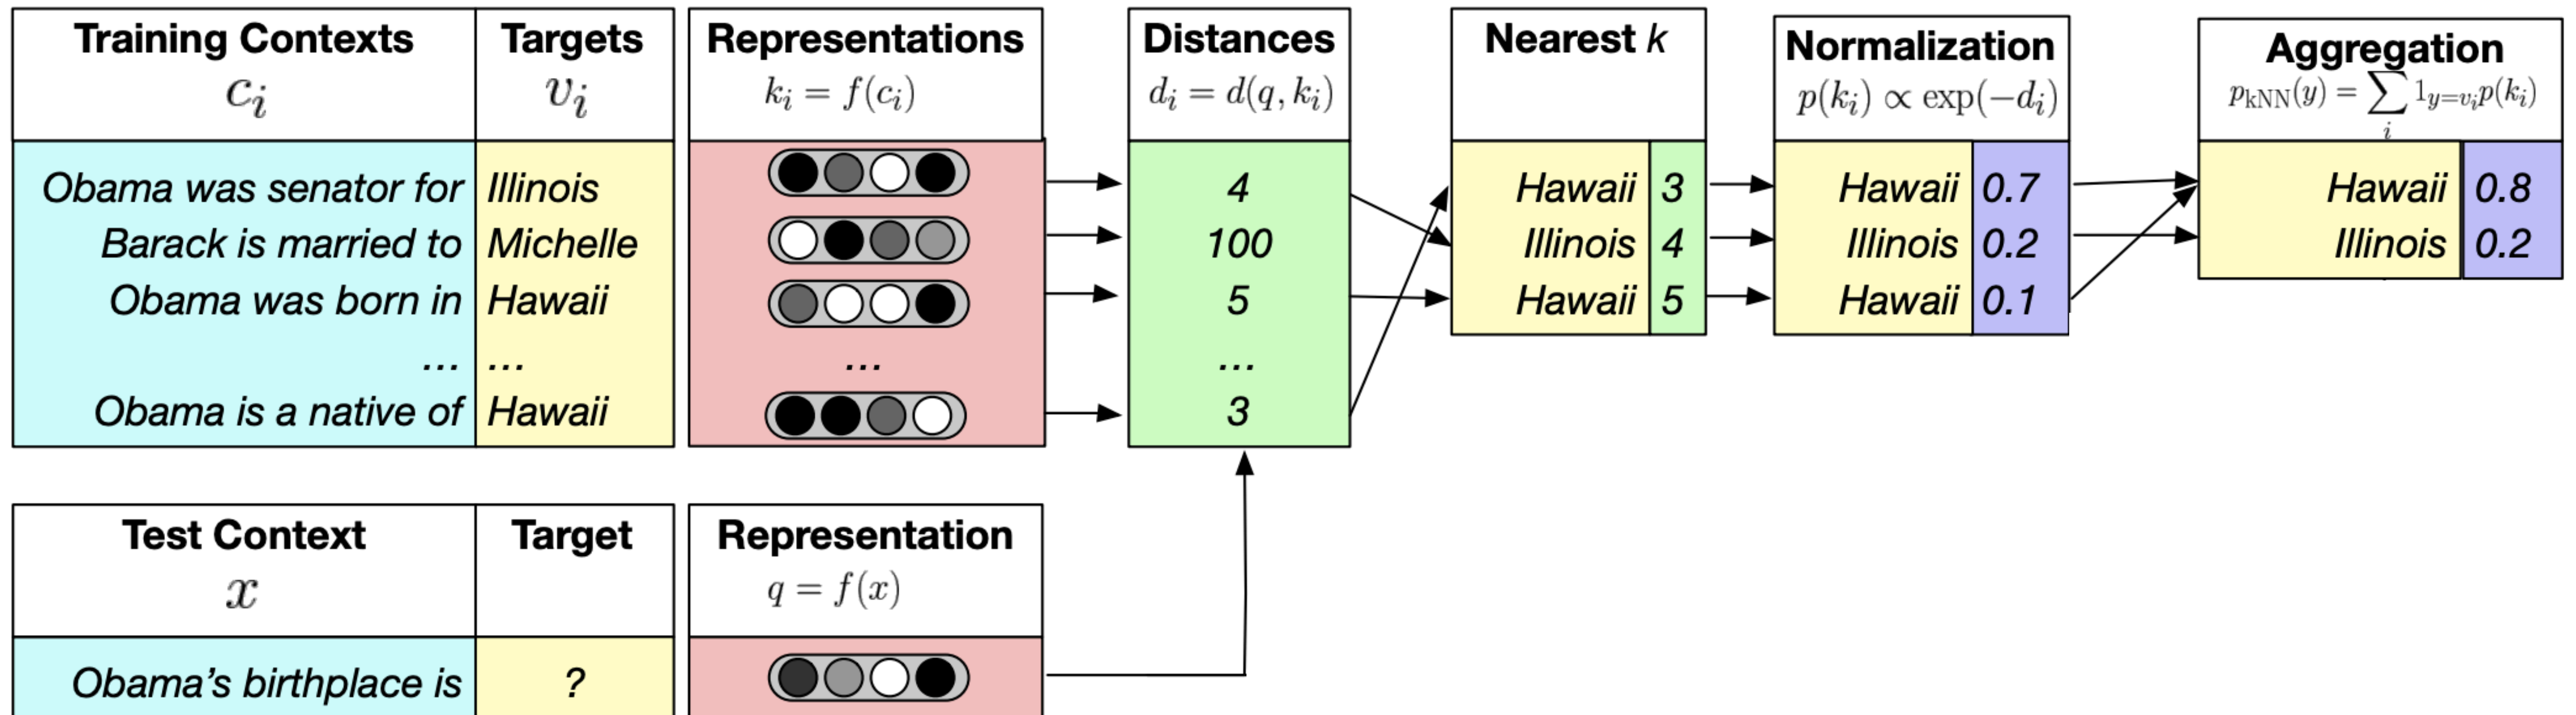 Training Contexts Targets Representations Distances Nearest k Normalization Aggregation
c_i v_i k_i = f(c_i) d_i = d(q, k_i) p(k_i) ∝ exp(−d_i) p_kNN(y) = ∑_i 1_{y=v_i} p(k_i)
Obama was senator for Illinois 4 Hawaii 3 Hawaii 0.7 Hawaii 0.8
Barack is married to Michelle 100 Illinois 4 Illinois 0.2 Illinois 0.2
Obama was born in Hawaii 5 Hawaii 5 Hawaii 0.1
... ... ... ...
Obama is a native of Hawaii 3
Test Context Target Representation
x q = f(x)
Obama’s birthplace is ?